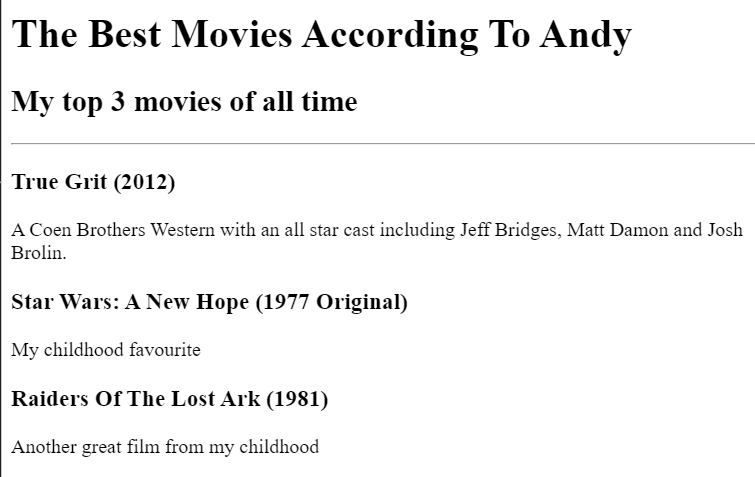 The Best Movies According To Andy
My top 3 movies of all time
True Grit (2012)
A Coen Brothers Western with an all star cast including Jeff Bridges, Matt Damon and Josh
Brolin.
Star Wars: A New Hope (1977 Original)
My childhood favourite
Raiders Of The Lost Ark (1981)
Another great film from my childhood